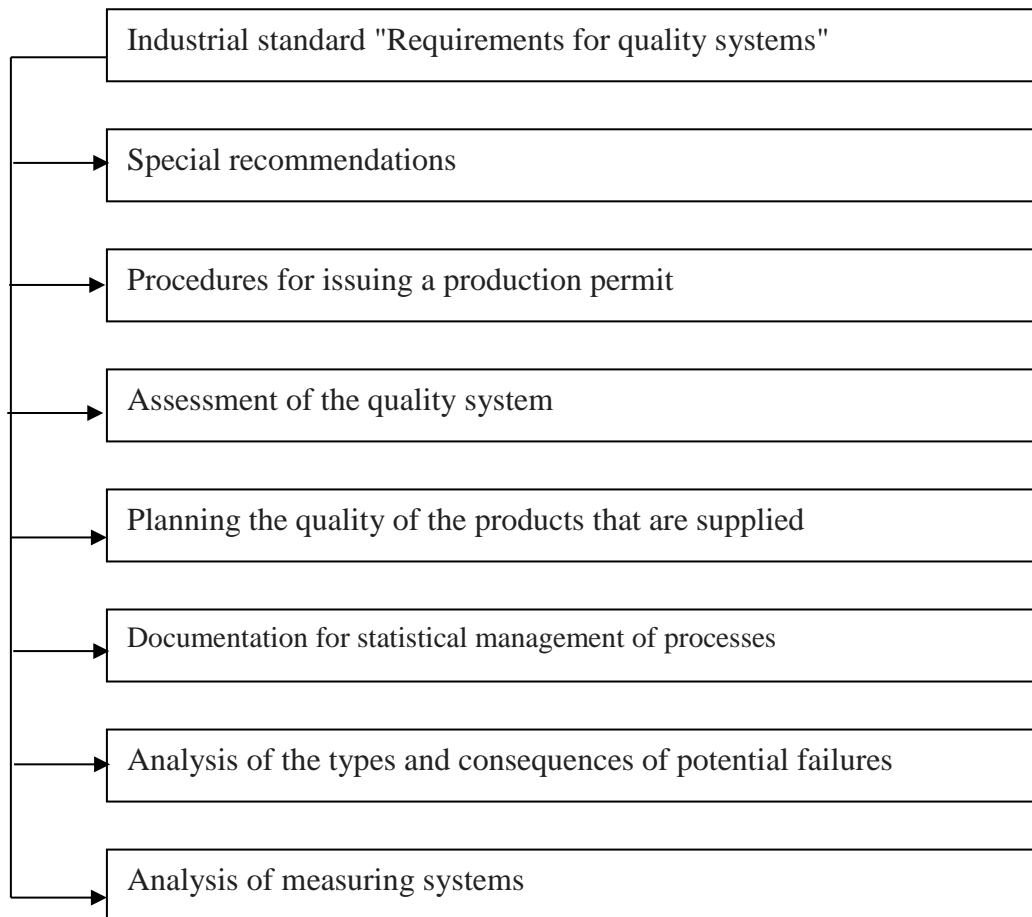 Industrial standard "Requirements for quality systems"
Special recommendations
Procedures for issuing a production permit
Assessment of the quality system
Planning the quality of the products that are supplied
Documentation for statistical management of processes
Analysis of the types and consequences of potential failures
Analysis of measuring systems